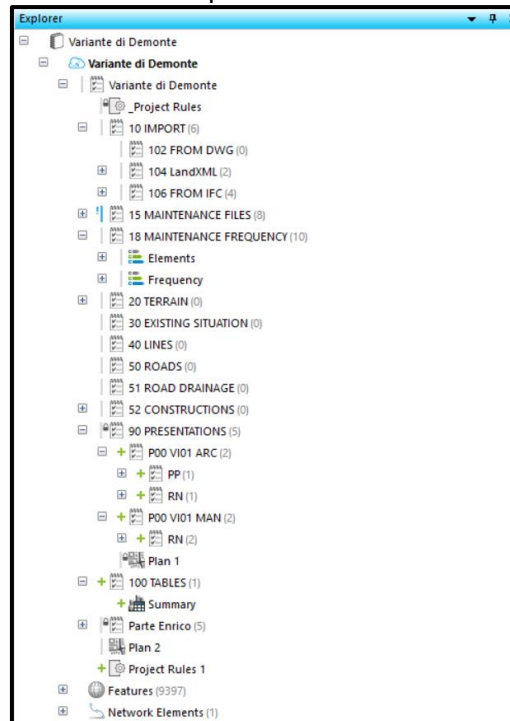 Explorer
Variante di Demonte
Variante di Demonte
Variante di Demonte
_Project Rules
10 IMPORT (6)
102 FROM DWG (0)
104 LandXML (2)
106 FROM IFC (4)
15 MAINTENANCE FILES (8)
18 MAINTENANCE FREQUENCY (10)
Elements
Frequency
20 TERRAIN (0)
30 EXISTING SITUATION (0)
40 LINES (0)
50 ROADS (0)
51 ROAD DRAINAGE (0)
52 CONSTRUCTIONS (0)
90 PRESENTATIONS (5)
P00 VI01 ARC (2)
PP (1)
RN (1)
P00 VI01 MAN (2)
RN (2)
Plan 1
100 TABLES (1)
Summary
Parte Enrico (5)
Plan 2
Project Rules 1
Features (9397)
Network Elements (1)